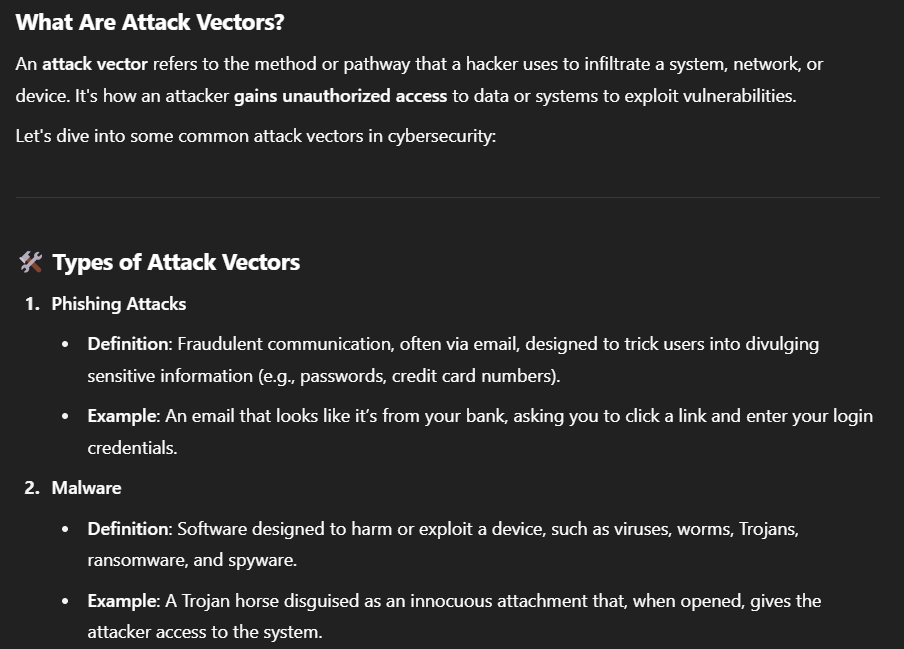 What Are Attack Vectors?
An attack vector refers to the method or pathway that a hacker uses to infiltrate a system, network, or
device. It's how an attacker gains unauthorized access to data or systems to exploit vulnerabilities.
Let's dive into some common attack vectors in cybersecurity:
🛠️ Types of Attack Vectors
1. Phishing Attacks
• Definition: Fraudulent communication, often via email, designed to trick users into divulging
sensitive information (e.g., passwords, credit card numbers).
• Example: An email that looks like it’s from your bank, asking you to click a link and enter your login
credentials.
2. Malware
• Definition: Software designed to harm or exploit a device, such as viruses, worms, Trojans,
ransomware, and spyware.
• Example: A Trojan horse disguised as an innocuous attachment that, when opened, gives the
attacker access to the system.